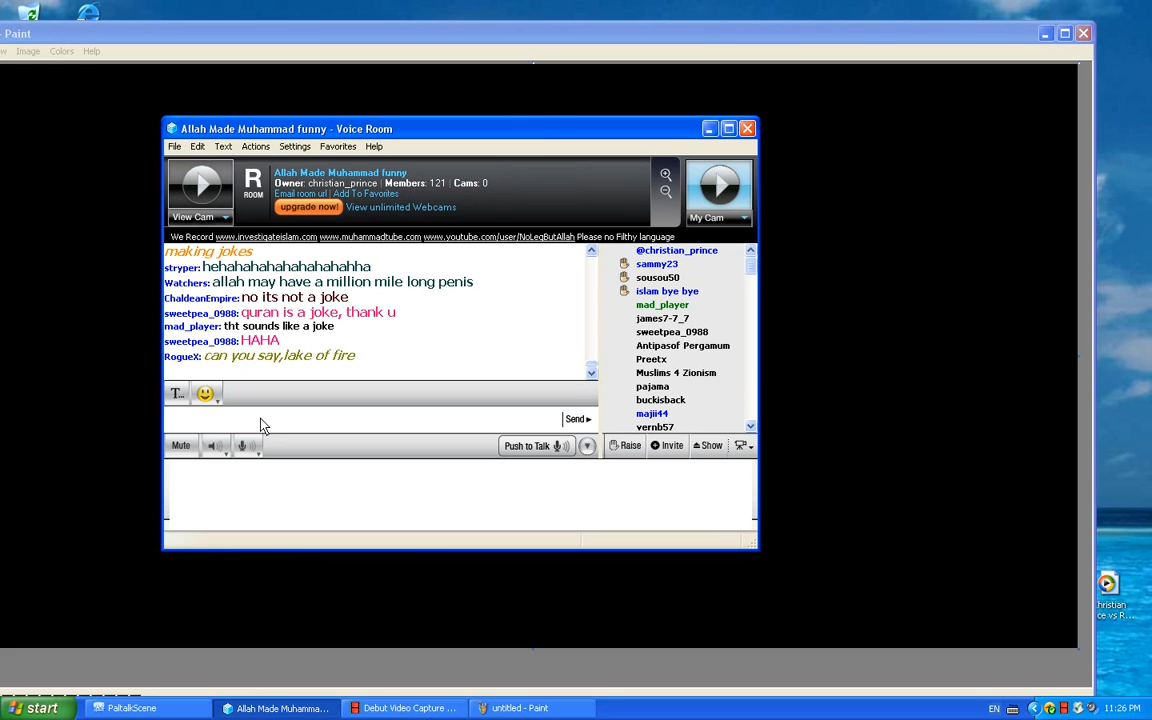 - Paint
w Image Colors Help
Allah Made Muhammad funny - Voice Room
File Edit Text Actions Settings Favorites Help
R ROOM
Allah Made Muhammad funny
Owner: christian_prince | Members: 121 | Cams: 0
Email room url | Add To Favorites
upgrade now! View unlimited Webcams
View Cam
My Cam
We Record www.investigateislam.com www.muhammadtube.com www.youtube.com/user/NoLegButAllah Please no Filthy language
making jokes
stryper: hehahahahahahahahahha
Watchers: allah may have a million mile long penis
ChaldeanEmpire: no its not a joke
sweetpea_0988: quran is a joke, thank u
mad_player: tht sounds like a joke
sweetpea_0988: HAHA
RogueX: can you say,lake of fire
@christian_prince
sammy23
sousou50
islam bye bye
mad_player
james7-7_7
sweetpea_0988
Antipasof Pergamum
Preetx
Muslims 4 Zionism
pajama
buckisback
majii44
vernb57
T...
Send
Mute
Push to Talk
Raise Invite Show
hristian
ce vs R...
start PaltalkScene Allah Made Muhamma... Debut Video Capture ... untitled - Paint EN 11:26 PM